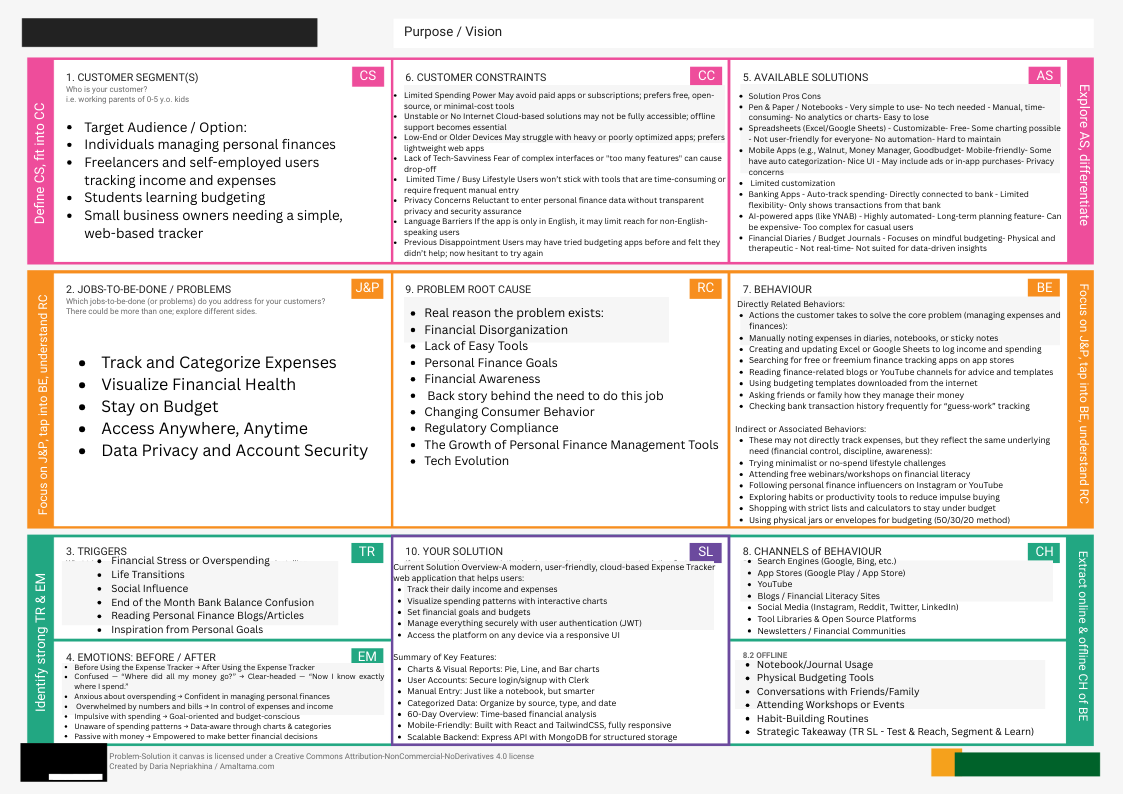 Purpose / Vision
Define CS, fit into CC
1. CUSTOMER SEGMENT(S)
CS
Who is your customer?
i.e. working parents of 0-5 y.o. kids
• Target Audience / Option:
• Individuals managing personal finances
• Freelancers and self-employed users
tracking income and expenses
• Students learning budgeting
• Small business owners needing a simple,
web-based tracker
6. CUSTOMER CONSTRAINTS
CC
• Limited Spending Power May avoid paid apps or subscriptions; prefers free, open-
source, or minimal-cost tools
• Unstable or No Internet Cloud-based solutions may not be fully accessible; offline
support becomes essential
• Low-End or Older Devices May struggle with heavy or poorly optimized apps; prefers
lightweight web apps
• Lack of Tech-Savviness Fear of complex interfaces or "too many features" can cause
drop-off
• Limited Time / Busy Lifestyle Users won't stick with tools that are time-consuming or
require frequent manual entry
• Privacy Concerns Reluctant to enter personal finance data without transparent
privacy and security assurance
• Language Barriers If the app is only in English, it may limit reach for non-English-
speaking users
• Previous Disappointment Users may have tried budgeting apps before and felt they
didn't help; now hesitant to try again
5. AVAILABLE SOLUTIONS
AS
• Solution Pros Cons
• Pen & Paper / Notebooks - Very simple to use- No tech needed - Manual, time-
consuming- No analytics or charts- Easy to lose
• Spreadsheets (Excel/Google Sheets) - Customizable- Free- Some charting possible
- Not user-friendly for everyone- No automation- Hard to maintain
• Mobile Apps (e.g., Walnut, Money Manager, Goodbudget- Mobile-friendly- Some
have auto categorization- Nice UI - May include ads or in-app purchases- Privacy
concerns
• Limited customization
• Banking Apps - Auto-track spending- Directly connected to bank - Limited
flexibility- Only shows transactions from that bank
• AI-powered apps (like YNAB) - Highly automated- Long-term planning feature- Can
be expensive- Too complex for casual users
• Financial Diaries / Budget Journals - Focuses on mindful budgeting- Physical and
therapeutic - Not real-time- Not suited for data-driven insights
Explore AS, differentiate
Focus on J&P, tap into BE, understand RC
2. JOBS-TO-BE-DONE / PROBLEMS
J&P
Which jobs-to-be-done (or problems) do you address for your customers?
There could be more than one; explore different sides.
• Track and Categorize Expenses
• Visualize Financial Health
• Stay on Budget
• Access Anywhere, Anytime
• Data Privacy and Account Security
9. PROBLEM ROOT CAUSE
RC
• Real reason the problem exists:
• Financial Disorganization
• Lack of Easy Tools
• Personal Finance Goals
• Financial Awareness
• Back story behind the need to do this job
• Changing Consumer Behavior
• Regulatory Compliance
• The Growth of Personal Finance Management Tools
• Tech Evolution
7. BEHAVIOUR
BE
Directly Related Behaviors:
• Actions the customer takes to solve the core problem (managing expenses and
finances):
• Manually noting expenses in diaries, notebooks, or sticky notes
• Creating and updating Excel or Google Sheets to log income and spending
• Searching for free or freemium finance tracking apps on app stores
• Reading finance-related blogs or YouTube channels for advice and templates
• Using budgeting templates downloaded from the internet
• Asking friends or family how they manage their money
• Checking bank transaction history frequently for "guess-work" tracking
Indirect or Associated Behaviors:
• These may not directly track expenses, but they reflect the same underlying
need (financial control, discipline, awareness):
• Trying minimalist or no-spend lifestyle challenges
• Attending free webinars/workshops on financial literacy
• Following personal finance influencers on Instagram or YouTube
• Exploring habits or productivity tools to reduce impulse buying
• Shopping with strict lists and calculators to stay under budget
• Using physical jars or envelopes for budgeting (50/30/20 method)
Focus on J&P, tap into BE, understand RC
Identify strong TR & EM
3. TRIGGERS
TR
• Financial Stress or Overspending
• Life Transitions
• Social Influence
• End of the Month Bank Balance Confusion
• Reading Personal Finance Blogs/Articles
• Inspiration from Personal Goals
4. EMOTIONS: BEFORE / AFTER
EM
• Before Using the Expense Tracker → After Using the Expense Tracker
• Confused — "Where did all my money go?" → Clear-headed — "Now I know exactly
where I spend."
• Anxious about overspending → Confident in managing personal finances
• Overwhelmed by numbers and bills → In control of expenses and income
• Impulsive with spending → Goal-oriented and budget-conscious
• Unaware of spending patterns → Data-aware through charts & categories
• Passive with money → Empowered to make better financial decisions
10. YOUR SOLUTION
SL
Current Solution Overview-A modern, user-friendly, cloud-based Expense Tracker
web application that helps users:
• Track their daily income and expenses
• Visualize spending patterns with interactive charts
• Set financial goals and budgets
• Manage everything securely with user authentication (JWT)
• Access the platform on any device via a responsive UI
Summary of Key Features:
• Charts & Visual Reports: Pie, Line, and Bar charts
• User Accounts: Secure login/signup with Clerk
• Manual Entry: Just like a notebook, but smarter
• Categorized Data: Organize by source, type, and date
• 60-Day Overview: Time-based financial analysis
• Mobile-Friendly: Built with React and TailwindCSS, fully responsive
• Scalable Backend: Express API with MongoDB for structured storage
8. CHANNELS of BEHAVIOUR
CH
• Search Engines (Google, Bing, etc.)
• App Stores (Google Play / App Store)
• YouTube
• Blogs / Financial Literacy Sites
• Social Media (Instagram, Reddit, Twitter, LinkedIn)
• Tool Libraries & Open Source Platforms
• Newsletters / Financial Communities
8.2 OFFLINE
• Notebook/Journal Usage
• Physical Budgeting Tools
• Conversations with Friends/Family
• Attending Workshops or Events
• Habit-Building Routines
• Strategic Takeaway (TR SL - Test & Reach, Segment & Learn)
Extract online & offline CH of BE
Problem-Solution it canvas is licensed under a Creative Commons Attribution-NonCommercial-NoDerivatives 4.0 license
Created by Daria Nepriakhina / Amaltama.com